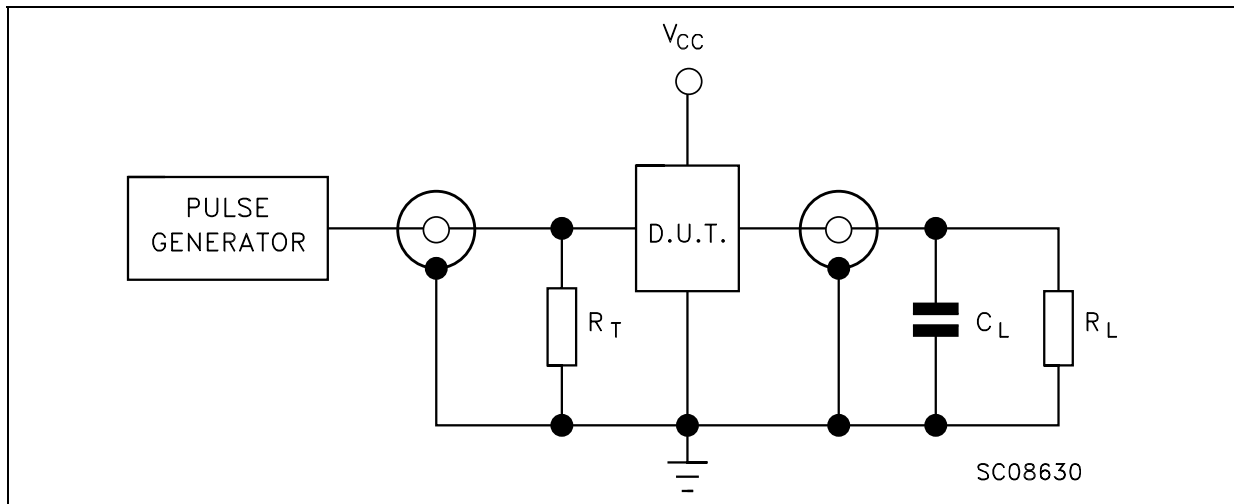 VCC
PULSE
GENERATOR
D.U.T.
RT
CL
RL
SC08630